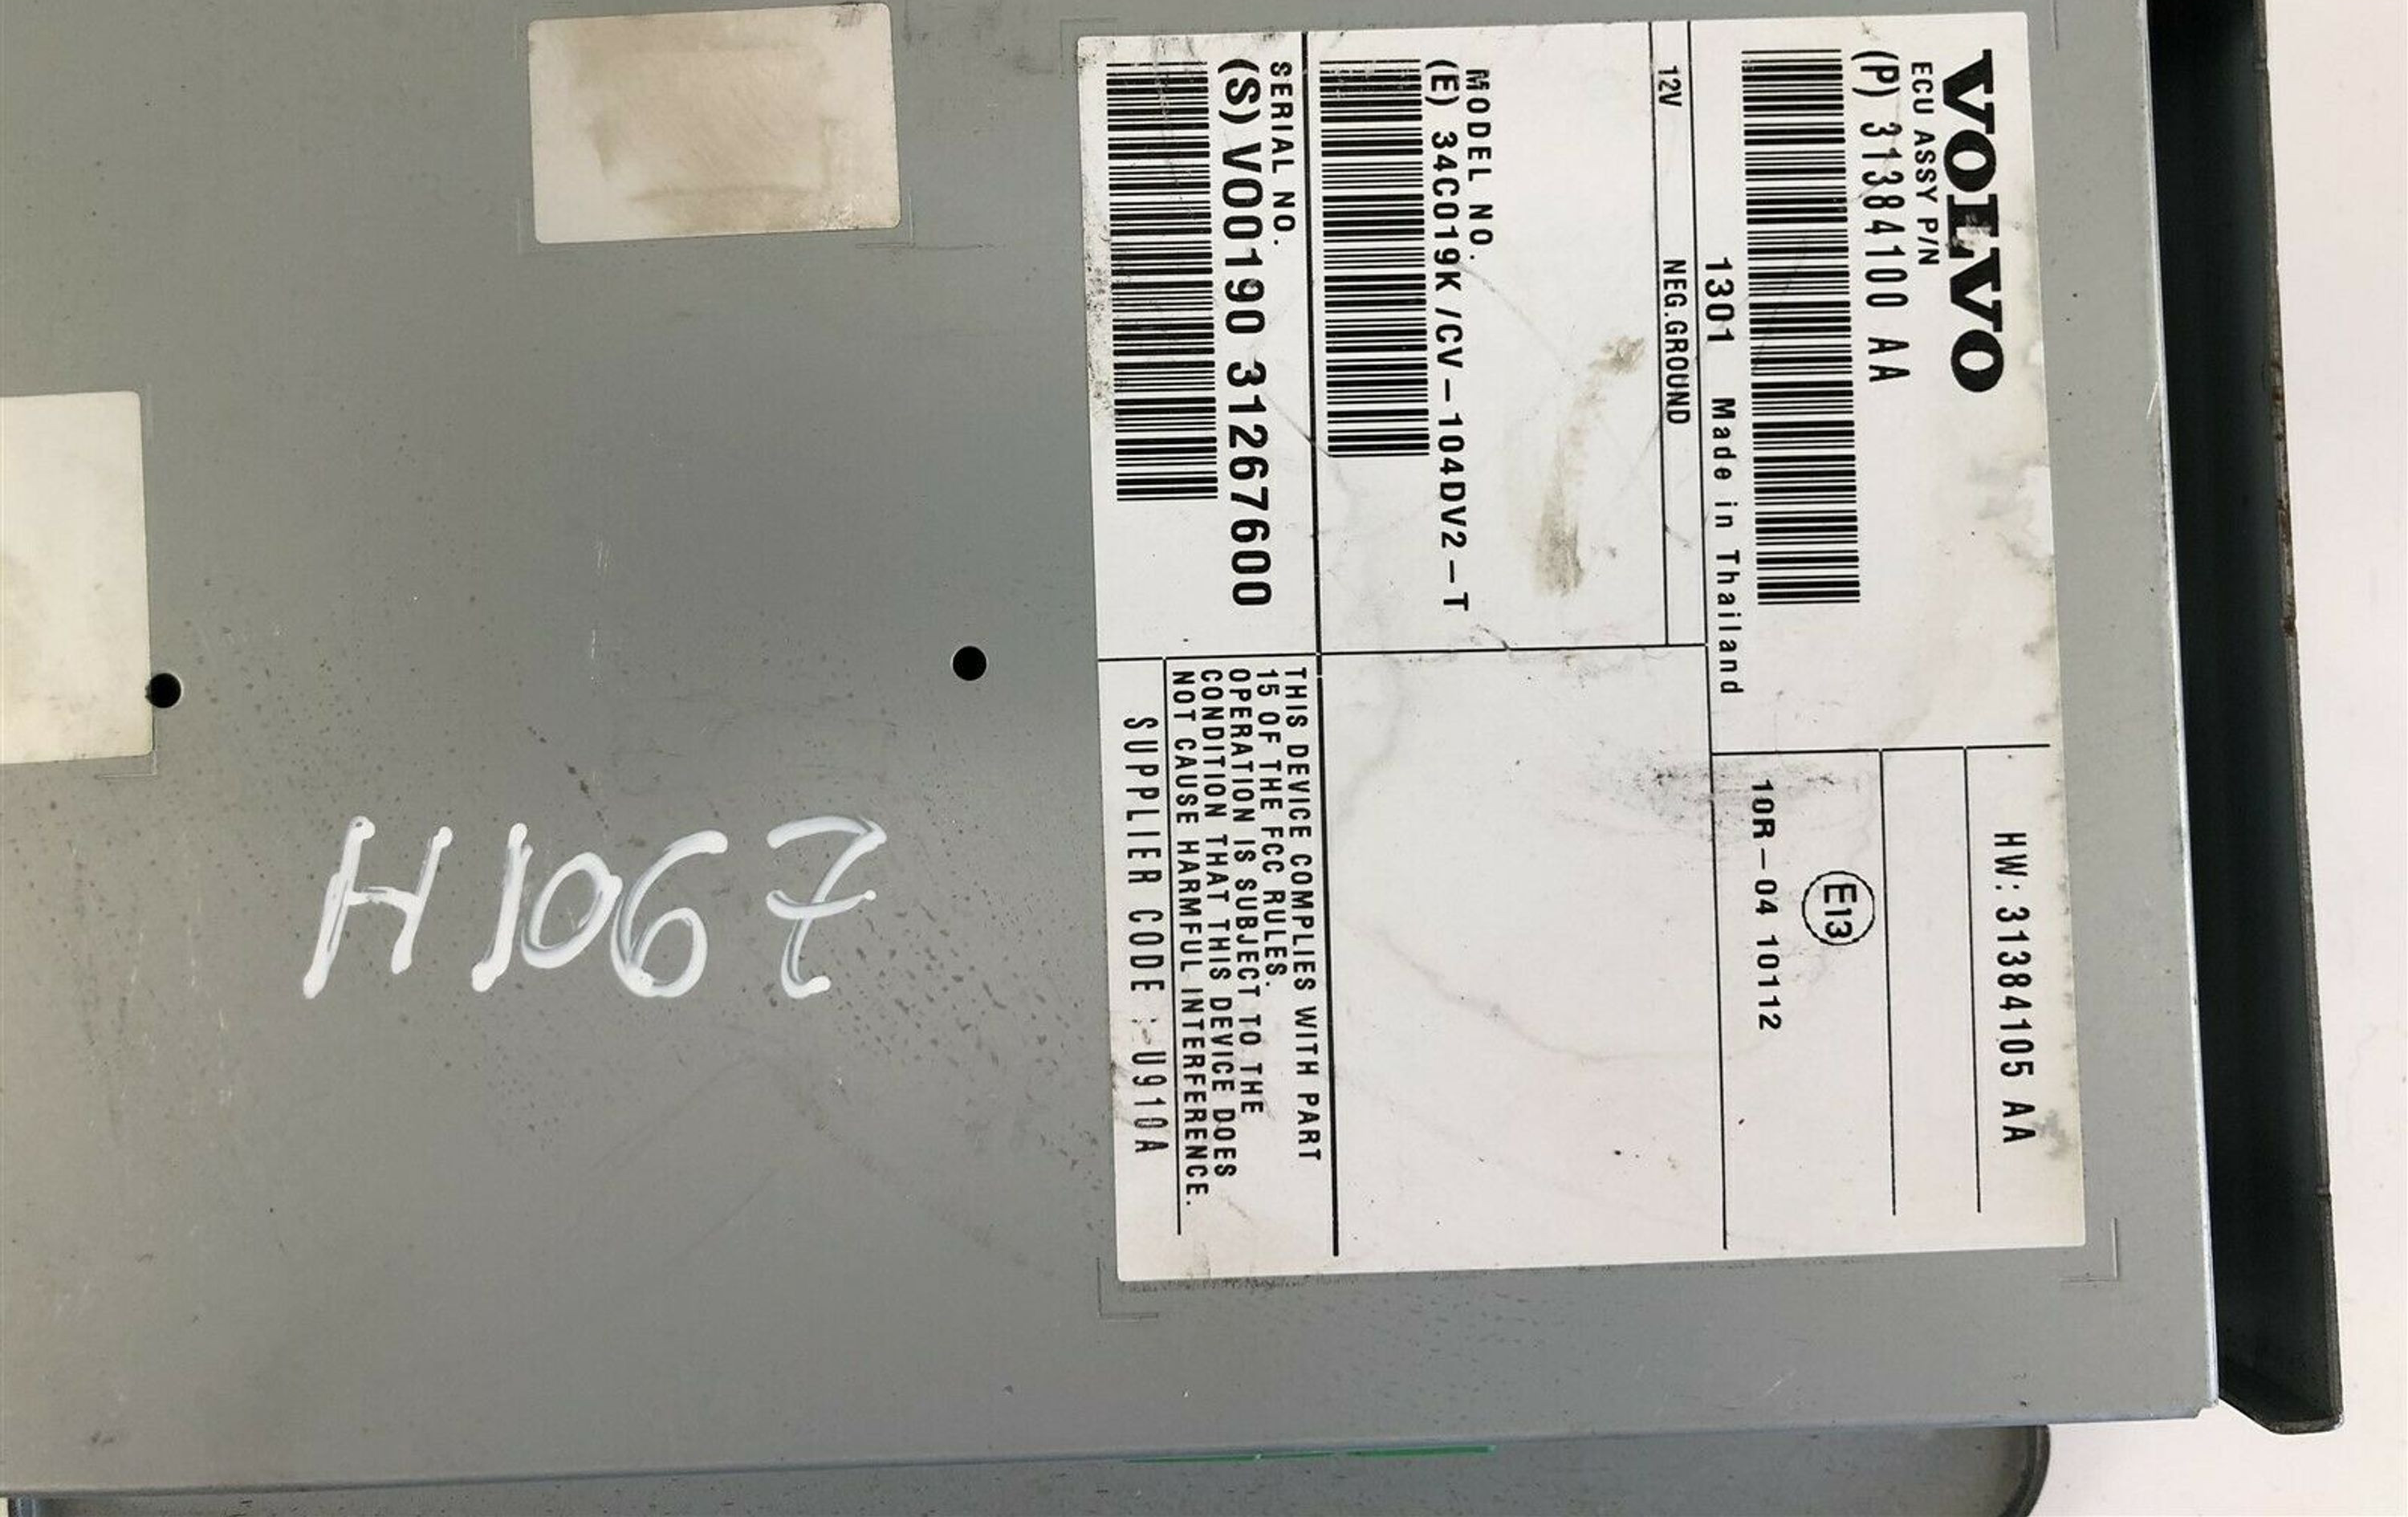 VOLVO
ECU ASSY P/N
(P) 31384100 AA
HW: 31384105 AA
1301 Made in Thailand
E13
10R-04 10112
12V NEG.GROUND
MODEL NO.
(E) 34C019K /CV-104DV2-T
SERIAL NO.
(S) V00190 31267600
THIS DEVICE COMPLIES WITH PART
15 OF THE FCC RULES.
OPERATION IS SUBJECT TO THE
CONDITION THAT THIS DEVICE DOES
NOT CAUSE HARMFUL INTERFERENCE.
SUPPLIER CODE : U910A
H1067